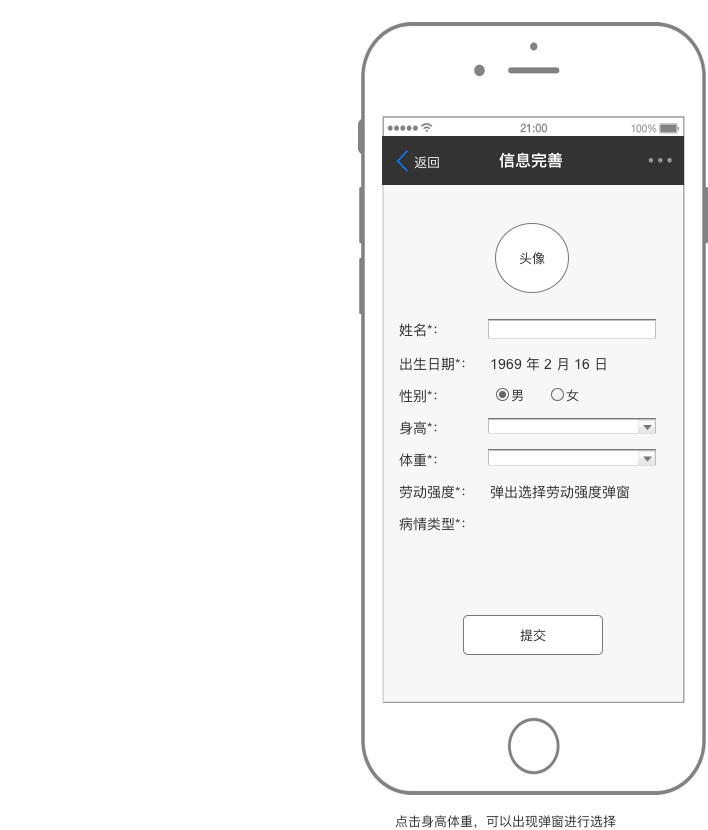 21:00 100%
返回 信息完善
头像
姓名*：
出生日期*： 1969 年 2 月 16 日
性别*： 男 女
身高*：
体重*：
劳动强度*： 弹出选择劳动强度弹窗
病情类型*：
提交
点击身高体重，可以出现弹窗进行选择